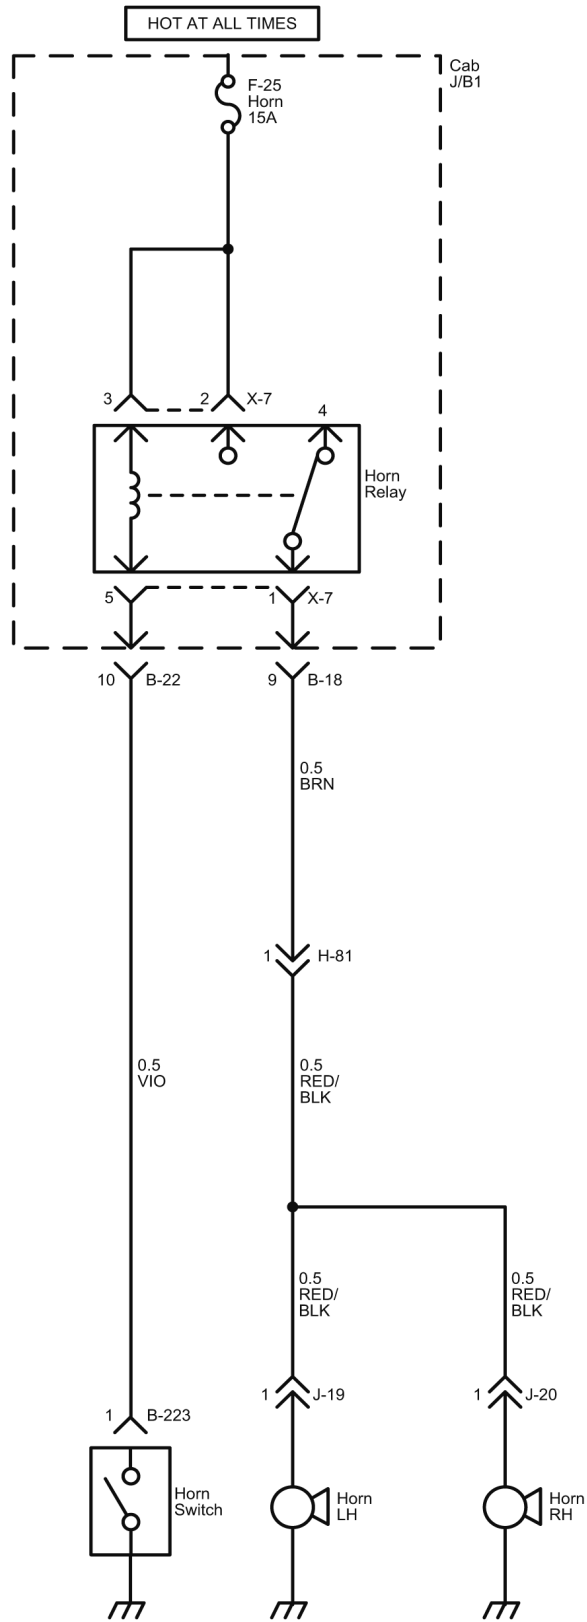 HOT AT ALL TIMES
Cab
J/B1
F-25
Horn
15A
3
2
X-7
4
Horn
Relay
5
1
X-7
10
B-22
9
B-18
0.5
BRN
1
H-81
0.5
VIO
0.5
RED/
BLK
0.5
RED/
BLK
0.5
RED/
BLK
1
J-19
1
J-20
1
B-223
Horn
Switch
Horn
LH
Horn
RH